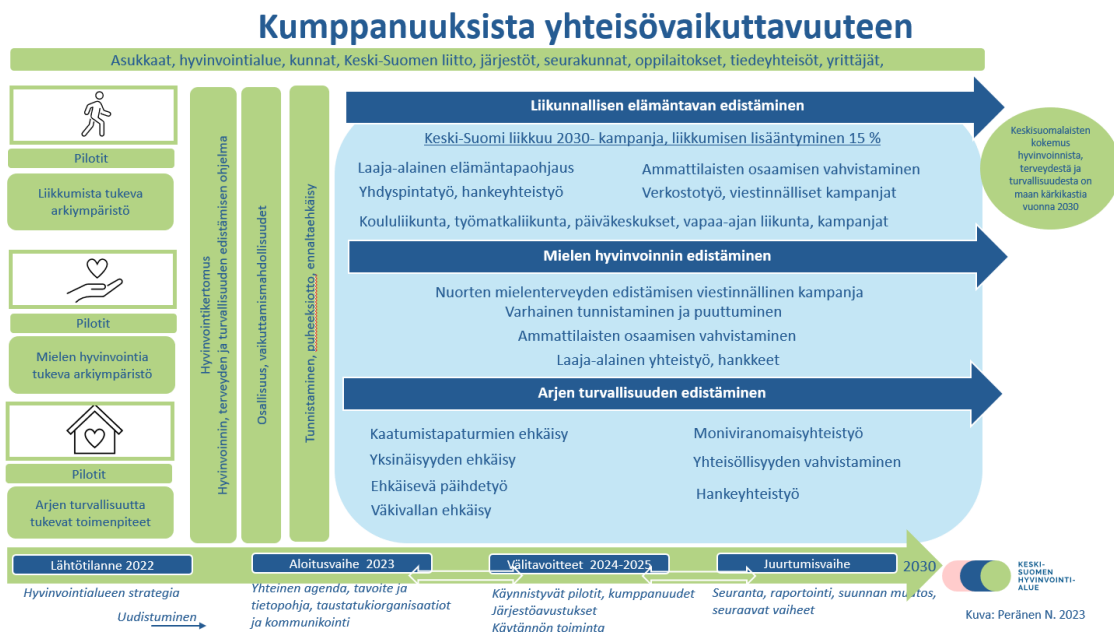 Kumppanuuksista yhteisövaikuttavuuteen
Asukkaat, hyvinvointialue, kunnat, Keski-Suomen liitto, järjestöt, seurakunnat, oppilaitokset, tiedeyhteisöt, yrittäjät,
Pilotit
Liikkumista tukeva
arkiympäristö
Pilotit
Mielen hyvinvointia
tukeva arkiympäristö
Pilotit
Arjen turvallisuutta
tukevat toimenpiteet
Hyvinvointikertomus
Hyvinvoinnin, terveyden ja turvallisuuden edistämisen ohjelma
Osallisuus, vaikuttamismahdollisuudet
Tunnistaminen, puheeksiotto, ennaltaehkäisy
Liikunnallisen elämäntavan edistäminen
Keski-Suomi liikkuu 2030- kampanja, liikkumisen lisääntyminen 15 %
Laaja-alainen elämäntapaohjaus
Ammattilaisten osaamisen vahvistaminen
Yhdyspintatyö, hankeyhteistyö
Verkostotyö, viestinnälliset kampanjat
Koululiikunta, työmatkaliikunta, päiväkeskukset, vapaa-ajan liikunta, kampanjat
Mielen hyvinvoinnin edistäminen
Nuorten mielenterveyden edistämisen viestinnällinen kampanja
Varhainen tunnistaminen ja puuttuminen
Ammattilaisten osaamisen vahvistaminen
Laaja-alainen yhteistyö, hankkeet
Arjen turvallisuuden edistäminen
Kaatumistapaturmien ehkäisy
Moniviranomaisyhteistyö
Yksinäisyyden ehkäisy
Yhteisöllisyyden vahvistaminen
Ehkäisevä päihdetyö
Hankeyhteistyö
Väkivallan ehkäisy
Keskisuomalaisten
kokemus
hyvinvoinnista,
terveydestä ja
turvallisuudesta on
maan kärkikastia
vuonna 2030
Lähtötilanne 2022
Aloitusvaihe 2023
Välitavoitteet 2024-2025
Juurtumisvaihe
2030
Hyvinvointialueen strategia
Uudistuminen
Yhteinen agenda, tavoite ja
tietopohja, taustatukiorganisaatiot
ja kommunikointi
Käynnistyvät pilotit, kumppanuudet
Järjestöavustukset
Käytännön toiminta
Seuranta, raportointi, suunnan muutos,
seuraavat vaiheet
KESKI-
SUOMEN
HYVINVOINTI-
ALUE
Kuva: Peränen N. 2023